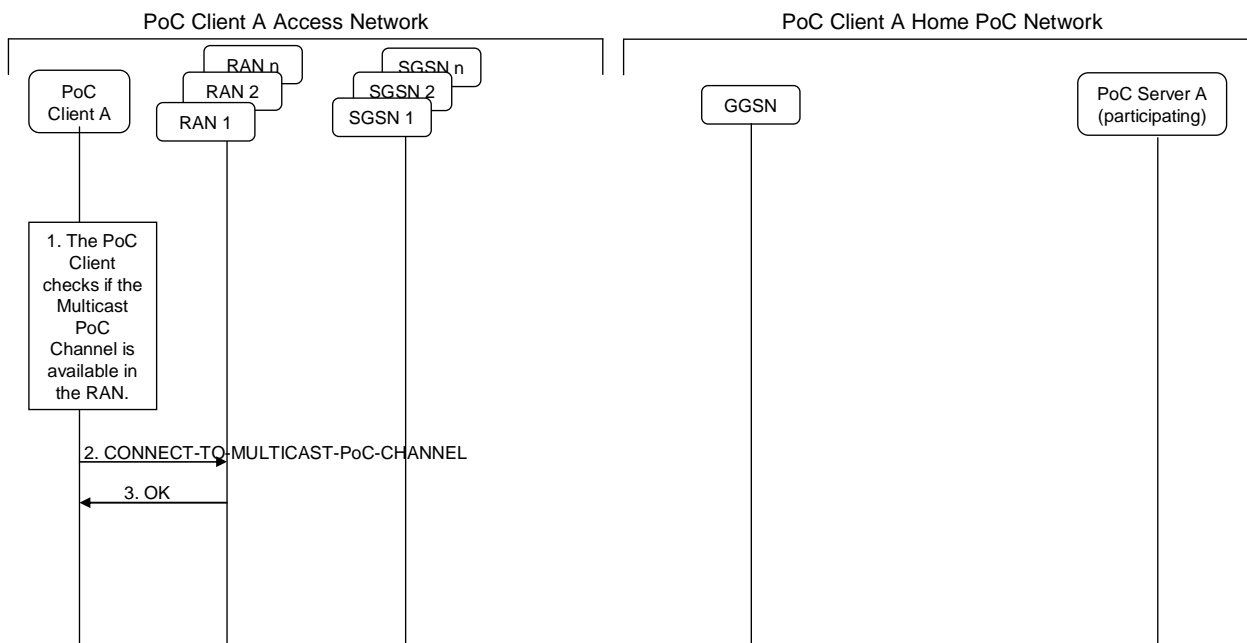 PoC Client A Access Network
PoC Client A Home PoC Network
RAN n
RAN 2
RAN 1
SGSN n
SGSN 2
SGSN 1
PoC
Client A
GGSN
PoC Server A
(participating)
1. The PoC
Client
checks if the
Multicast
PoC
Channel is
available in
the RAN.
2. CONNECT-TO-MULTICAST-PoC-CHANNEL
3. OK